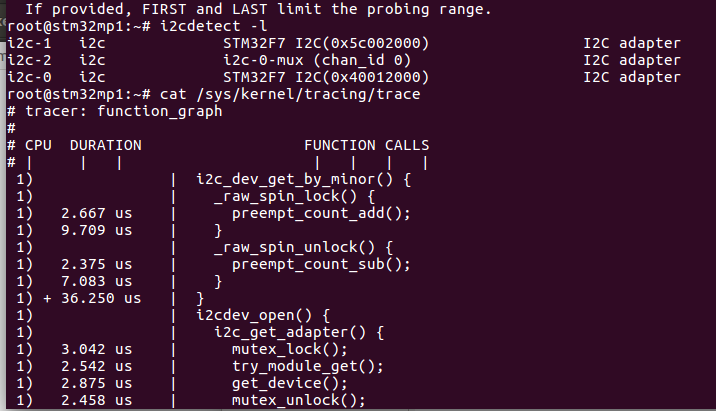 If provided, FIRST and LAST limit the probing range.
root@stm32mp1:~# i2cdetect -l
i2c-1   i2c             STM32F7 I2C(0x5c002000)                 I2C adapter
i2c-2   i2c             i2c-0-mux (chan_id 0)                   I2C adapter
i2c-0   i2c             STM32F7 I2C(0x40012000)                 I2C adapter
root@stm32mp1:~# cat /sys/kernel/tracing/trace
# tracer: function_graph
#
# CPU  DURATION                  FUNCTION CALLS
# |     |   |                     |   |   |   |
 1)               |  i2c_dev_get_by_minor() {
 1)               |    _raw_spin_lock() {
 1)   2.667 us    |      preempt_count_add();
 1)   9.709 us    |    }
 1)               |    _raw_spin_unlock() {
 1)   2.375 us    |      preempt_count_sub();
 1)   7.083 us    |    }
 1) + 36.250 us   |  }
 1)               |  i2cdev_open() {
 1)               |    i2c_get_adapter() {
 1)   3.042 us    |      mutex_lock();
 1)   2.542 us    |      try_module_get();
 1)   2.875 us    |      get_device();
 1)   2.458 us    |      mutex_unlock();